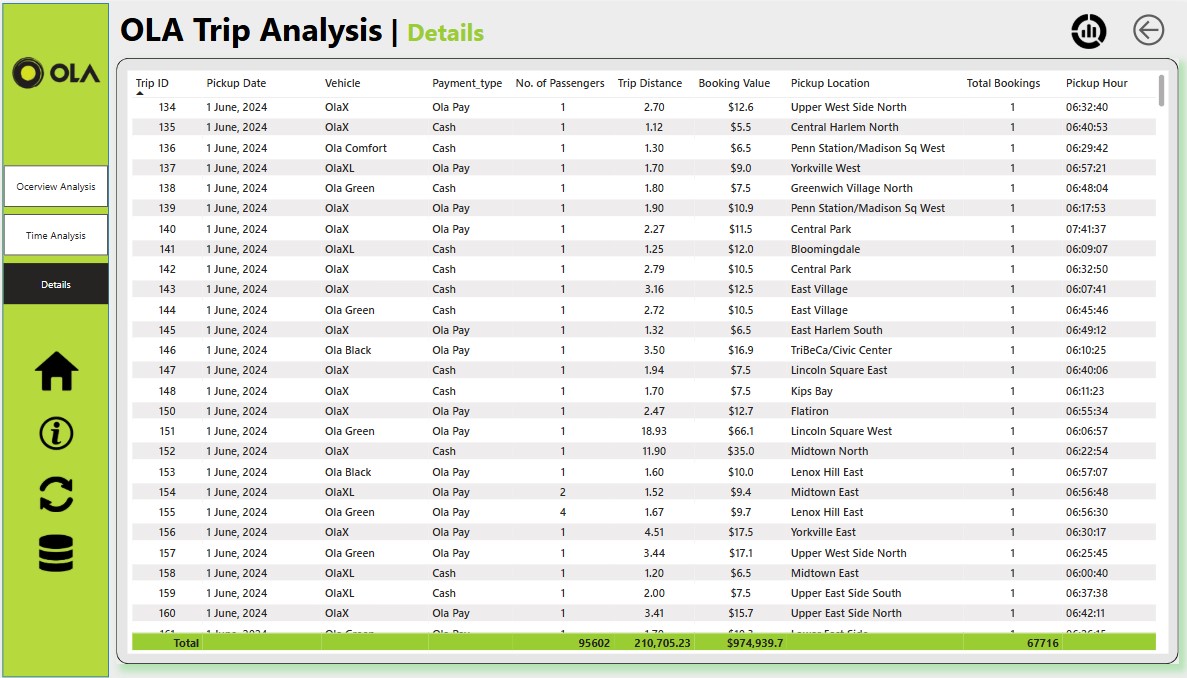 OLA Trip Analysis | Details
OLA
Ocerview Analysis
Time Analysis
Details
Trip ID Pickup Date Vehicle Payment_type No. of Passengers Trip Distance Booking Value Pickup Location Total Bookings Pickup Hour
134 1 June, 2024 OlaX Ola Pay 1 2.70 $12.6 Upper West Side North 1 06:32:40
135 1 June, 2024 OlaX Cash 1 1.12 $5.5 Central Harlem North 1 06:40:53
136 1 June, 2024 Ola Comfort Cash 1 1.30 $6.5 Penn Station/Madison Sq West 1 06:29:42
137 1 June, 2024 OlaXL Ola Pay 1 1.70 $9.0 Yorkville West 1 06:57:21
138 1 June, 2024 Ola Green Cash 1 1.80 $7.5 Greenwich Village North 1 06:48:04
139 1 June, 2024 OlaX Ola Pay 1 1.90 $10.9 Penn Station/Madison Sq West 1 06:17:53
140 1 June, 2024 OlaX Ola Pay 1 2.27 $11.5 Central Park 1 07:41:37
141 1 June, 2024 OlaXL Cash 1 1.25 $12.0 Bloomingdale 1 06:09:07
142 1 June, 2024 OlaX Cash 1 2.79 $10.5 Central Park 1 06:32:50
143 1 June, 2024 OlaX Cash 1 3.16 $12.5 East Village 1 06:07:41
144 1 June, 2024 Ola Green Cash 1 2.72 $10.5 East Village 1 06:45:46
145 1 June, 2024 OlaX Ola Pay 1 1.32 $6.5 East Harlem South 1 06:49:12
146 1 June, 2024 Ola Black Ola Pay 1 3.50 $16.9 TriBeCa/Civic Center 1 06:10:25
147 1 June, 2024 OlaX Cash 1 1.94 $7.5 Lincoln Square East 1 06:40:06
148 1 June, 2024 OlaX Cash 1 1.70 $7.5 Kips Bay 1 06:11:23
150 1 June, 2024 OlaX Ola Pay 1 2.47 $12.7 Flatiron 1 06:55:34
151 1 June, 2024 Ola Green Ola Pay 1 18.93 $66.1 Lincoln Square West 1 06:06:57
152 1 June, 2024 OlaX Cash 1 11.90 $35.0 Midtown North 1 06:22:54
153 1 June, 2024 Ola Black Ola Pay 1 1.60 $10.0 Lenox Hill East 1 06:57:07
154 1 June, 2024 OlaXL Ola Pay 2 1.52 $9.4 Midtown East 1 06:56:48
155 1 June, 2024 Ola Green Ola Pay 4 1.67 $9.7 Lenox Hill East 1 06:56:30
156 1 June, 2024 OlaX Ola Pay 1 4.51 $17.5 Yorkville East 1 06:30:17
157 1 June, 2024 Ola Green Ola Pay 1 3.44 $17.1 Upper West Side North 1 06:25:45
158 1 June, 2024 OlaXL Cash 1 1.20 $6.5 Midtown East 1 06:00:40
159 1 June, 2024 OlaXL Cash 1 2.00 $7.5 Upper East Side South 1 06:37:38
160 1 June, 2024 OlaX Ola Pay 1 3.41 $15.7 Upper East Side North 1 06:42:11
Total 95602 210,705.23 $974,939.7 67716